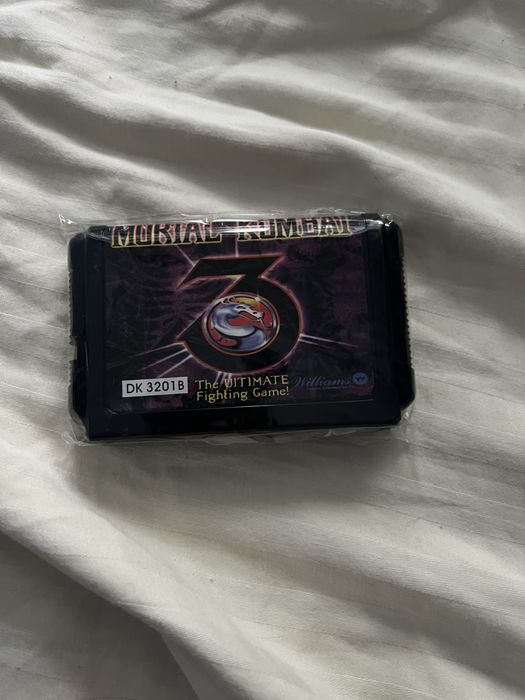 MORTAL KOMBAT
3
DK 3201B
The ULTIMATE
Fighting Game!
Williams